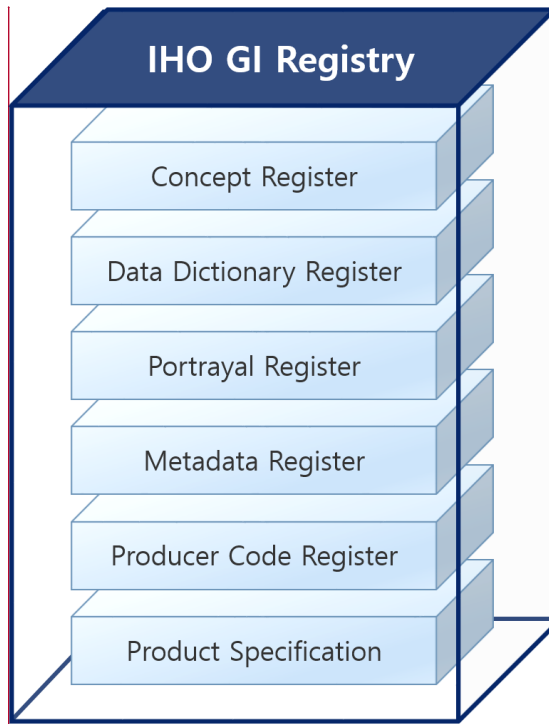 IHO GI Registry
Concept Register
Data Dictionary Register
Portrayal Register
Metadata Register
Producer Code Register
Product Specification